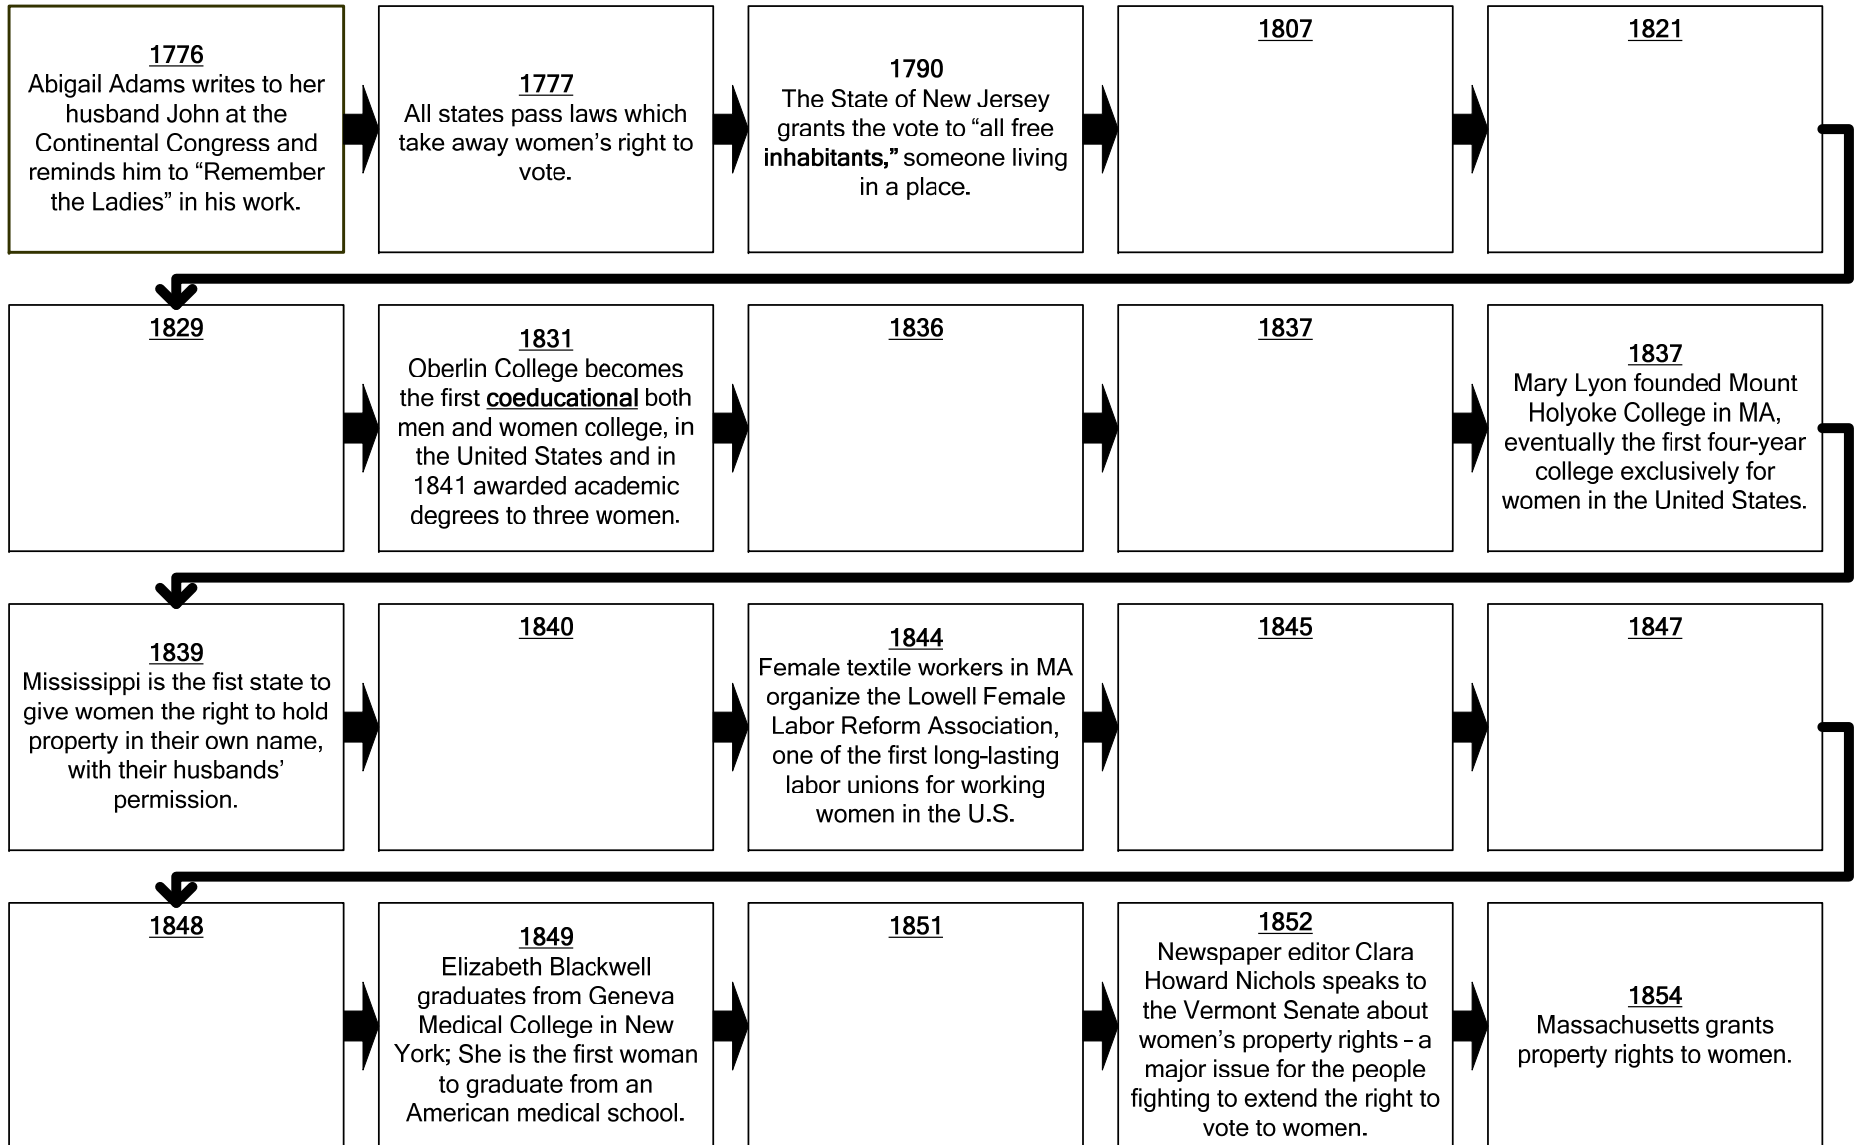 1776
Abigail Adams writes to her
husband John at the
Continental Congress and
reminds him to “Remember
the Ladies” in his work.
1777
All states pass laws which
take away women’s right to
vote.
1790
The State of New Jersey
grants the vote to “all free
inhabitants,” someone living
in a place.
1807
1821
1829
1831
Oberlin College becomes
the first coeducational both
men and women college, in
the United States and in
1841 awarded academic
degrees to three women.
1836
1837
1837
Mary Lyon founded Mount
Holyoke College in MA,
eventually the first four-year
college exclusively for
women in the United States.
1839
Mississippi is the fist state to
give women the right to hold
property in their own name,
with their husbands’
permission.
1840
1844
Female textile workers in MA
organize the Lowell Female
Labor Reform Association,
one of the first long-lasting
labor unions for working
women in the U.S.
1845
1847
1848
1849
Elizabeth Blackwell
graduates from Geneva
Medical College in New
York; She is the first woman
to graduate from an
American medical school.
1851
1852
Newspaper editor Clara
Howard Nichols speaks to
the Vermont Senate about
women’s property rights – a
major issue for the people
fighting to extend the right to
vote to women.
1854
Massachusetts grants
property rights to women.